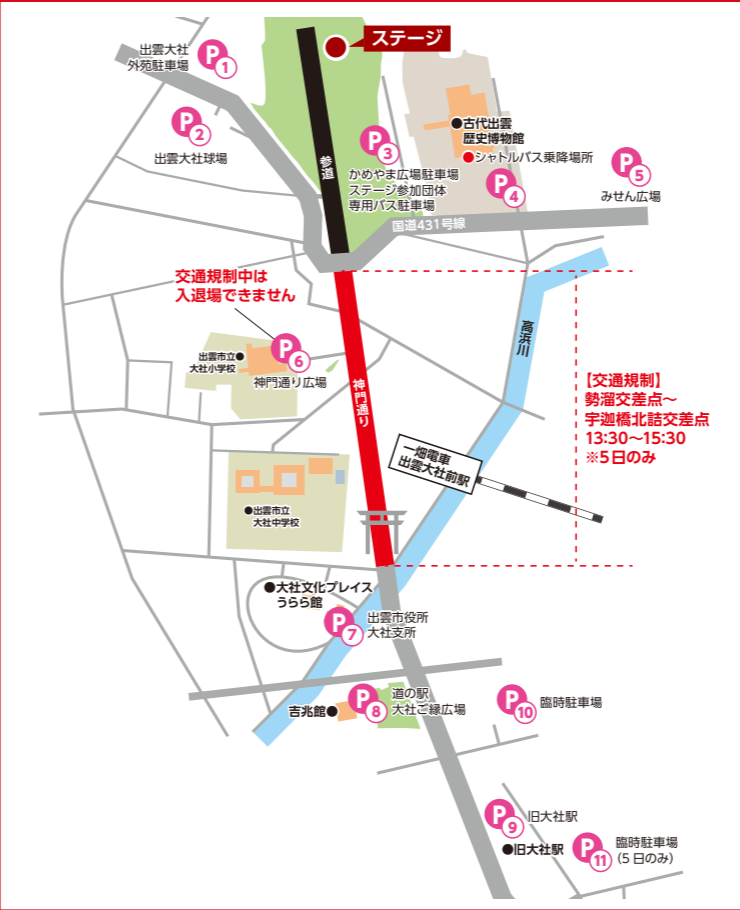 ステージ
出雲大社
外苑駐車場
P1
P2
出雲大社球場
参道
P3
かめやま広場駐車場
ステージ参加団体
専用バス駐車場
●古代出雲
歴史博物館
●シャトルバス乗降場所
P4
P5
みせん広場
国道431号線
交通規制中は
入退場できません
出雲市立●
大社小学校
P6
神門通り広場
神門通り
高浜川
【交通規制】
勢溜交差点～
宇迦橋北詰交差点
13:30～15:30
※5日のみ
一畑電車
出雲大社前駅
●出雲市立
大社中学校
●大社文化プレイス
うらら館
P7
出雲市役所
大社支所
吉兆館●
P8
道の駅
大社ご縁広場
P10
臨時駐車場
P9
旧大社駅
●旧大社駅
P11
臨時駐車場
(5日のみ)